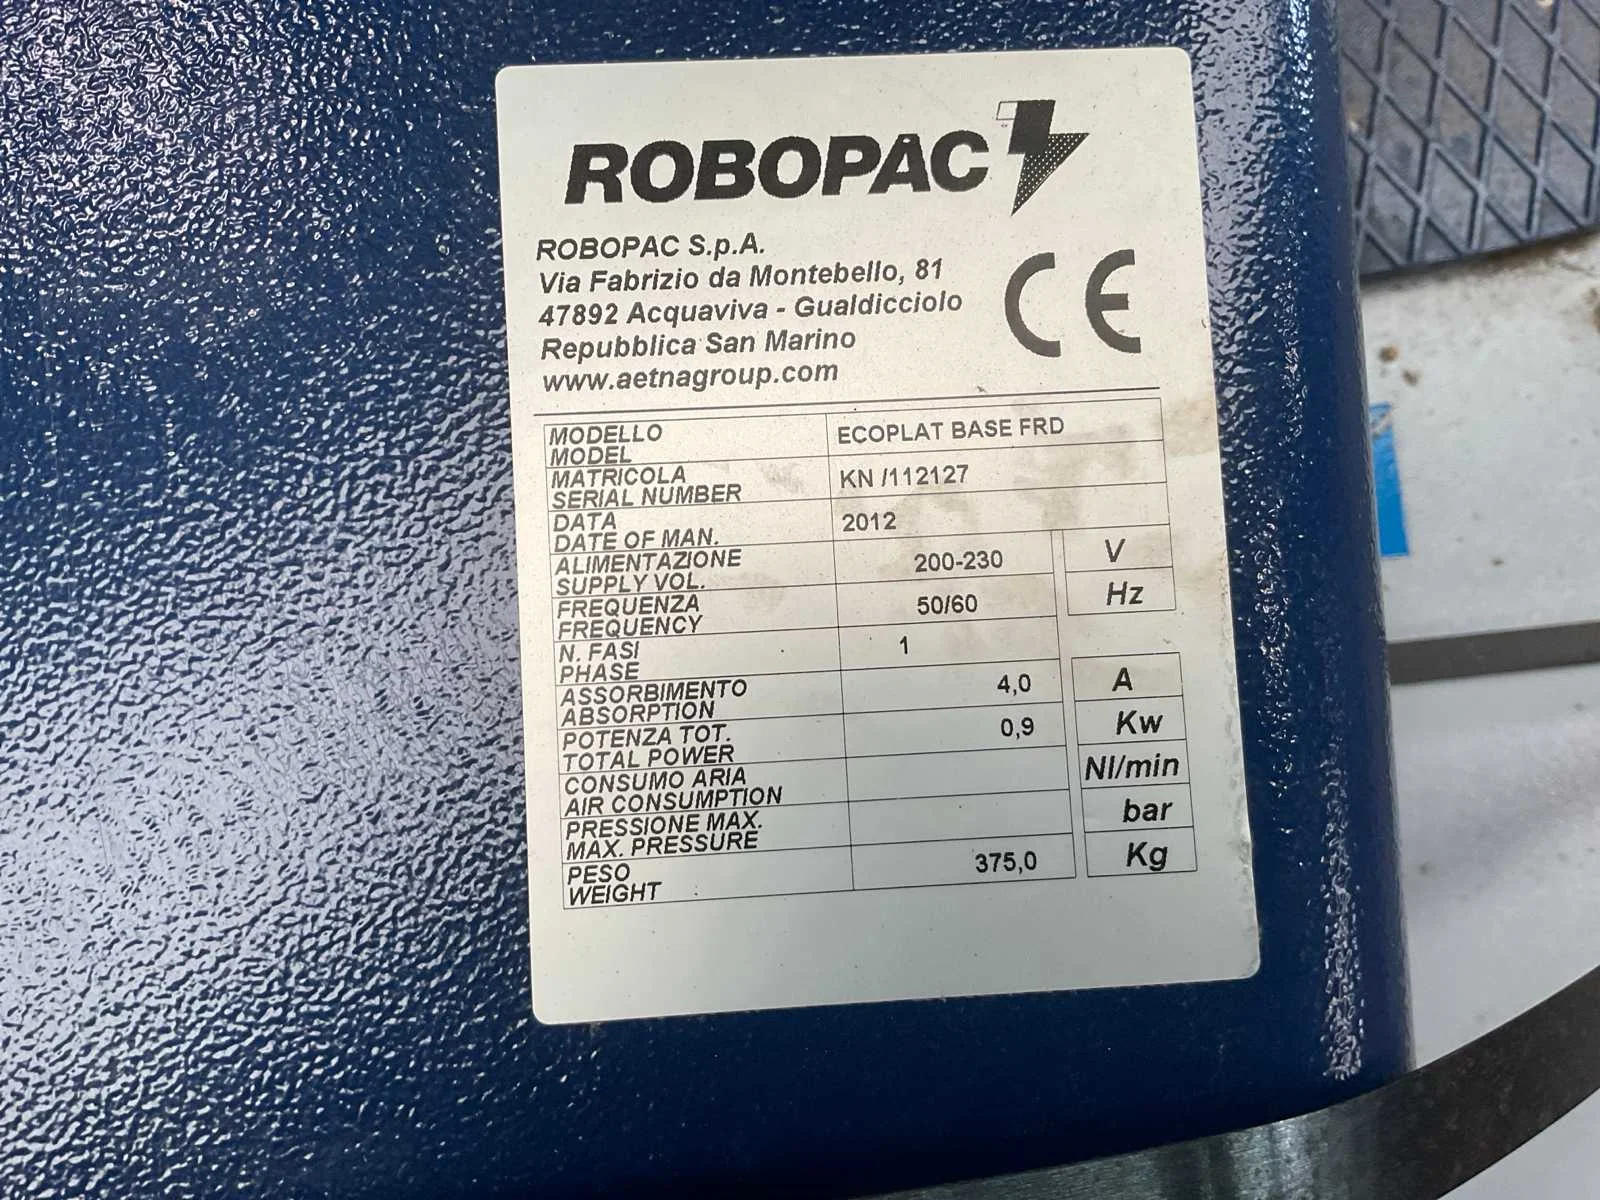 ROBOPAC
ROBOPAC S.p.A.
Via Fabrizio da Montebello, 81
47892 Acquaviva - Gualdicciolo
Repubblica San Marino
www.aetnagroup.com
CE
MODELLO
MODEL
ECOPLAT BASE FRD
MATRICOLA
SERIAL NUMBER
KN /112127
DATA
DATE OF MAN.
2012
ALIMENTAZIONE
SUPPLY VOL.
200-230 V
FREQUENZA
FREQUENCY
50/60 Hz
N. FASI
PHASE
1
ASSORBIMENTO
ABSORPTION
4,0 A
POTENZA TOT.
TOTAL POWER
0,9 Kw
CONSUMO ARIA
AIR CONSUMPTION
Nl/min
PRESSIONE MAX.
MAX. PRESSURE
bar
PESO
WEIGHT
375,0 Kg